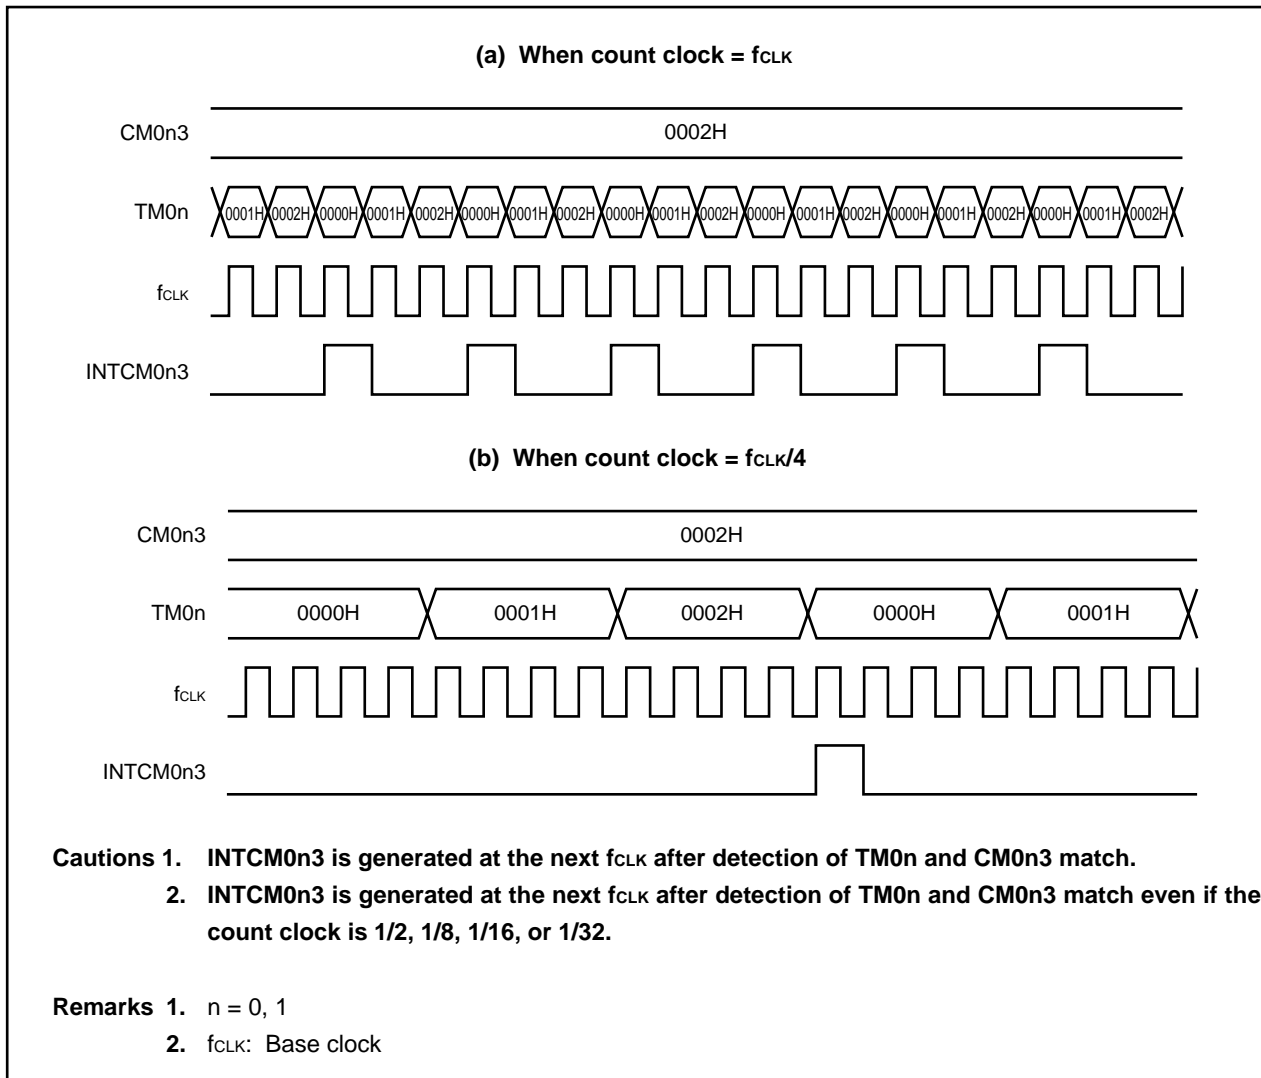 (a) When count clock = fCLK
CM0n3
0002H
TM0n
0001H 0002H 0000H 0001H 0002H 0000H 0001H 0002H 0000H 0001H 0002H 0000H 0001H 0002H 0000H 0001H 0002H 0000H 0001H 0002H
fCLK
INTCM0n3
(b) When count clock = fCLK/4
CM0n3
0002H
TM0n
0000H 0001H 0002H 0000H 0001H
fCLK
INTCM0n3
Cautions 1. INTCM0n3 is generated at the next fCLK after detection of TM0n and CM0n3 match.
2. INTCM0n3 is generated at the next fCLK after detection of TM0n and CM0n3 match even if the
count clock is 1/2, 1/8, 1/16, or 1/32.
Remarks 1. n = 0, 1
2. fCLK: Base clock